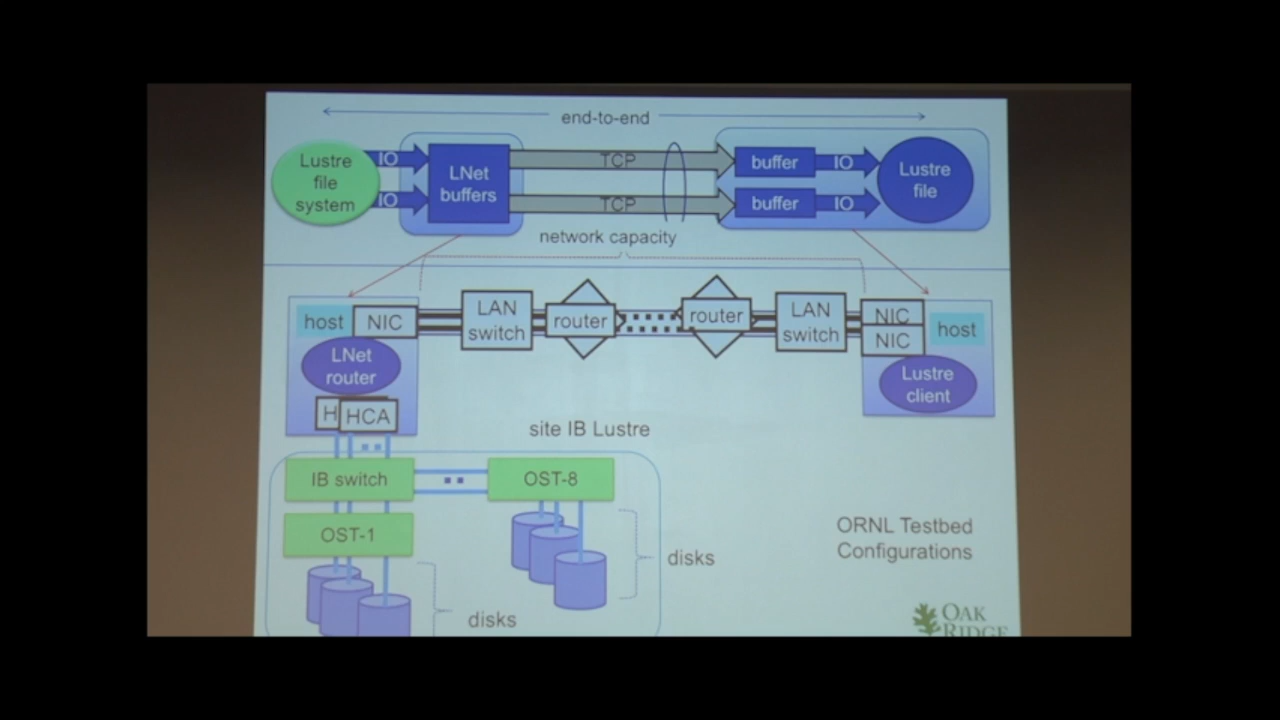 end-to-end
Lustre
file
system
IO
IO
LNet
buffers
TCP
TCP
buffer
buffer
IO
IO
Lustre
file
network capacity
host
NIC
LNet
router
H
HCA
LAN
switch
router
router
LAN
switch
NIC
NIC
host
Lustre
client
site IB Lustre
IB switch
OST-8
OST-1
disks
disks
ORNL Testbed
Configurations
OAK
RIDGE